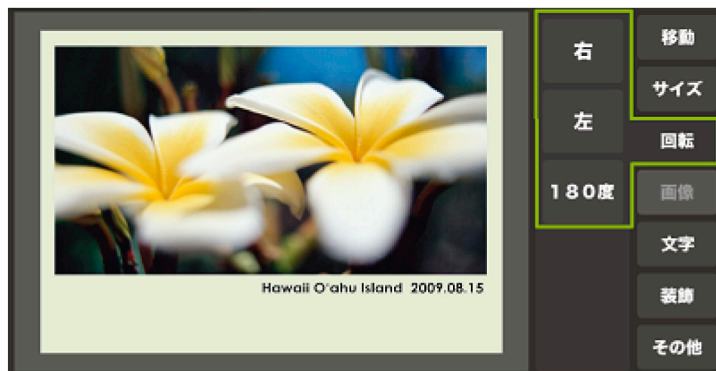 Hawaii O'ahu Island 2009.08.15
右
左
180度
移動
サイズ
回転
画像
文字
装飾
その他